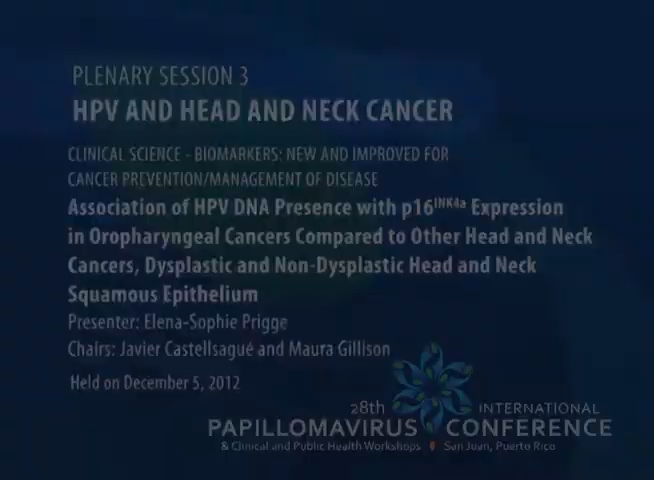 PLENARY SESSION 3
HPV AND HEAD AND NECK CANCER
CLINICAL SCIENCE - BIOMARKERS: NEW AND IMPROVED FOR
CANCER PREVENTION/MANAGEMENT OF DISEASE
Association of HPV DNA Presence with p16ᴵᴺᴷ⁴ᵃ Expression
in Oropharyngeal Cancers Compared to Other Head and Neck
Cancers, Dysplastic and Non-Dysplastic Head and Neck
Squamous Epithelium
Presenter: Elena-Sophie Prigge
Chairs: Javier Castellsagué and Maura Gillison
Held on December 5, 2012
28th INTERNATIONAL
PAPILLOMAVIRUS CONFERENCE
& Clinical and Public Health Workshops San Juan, Puerto Rico